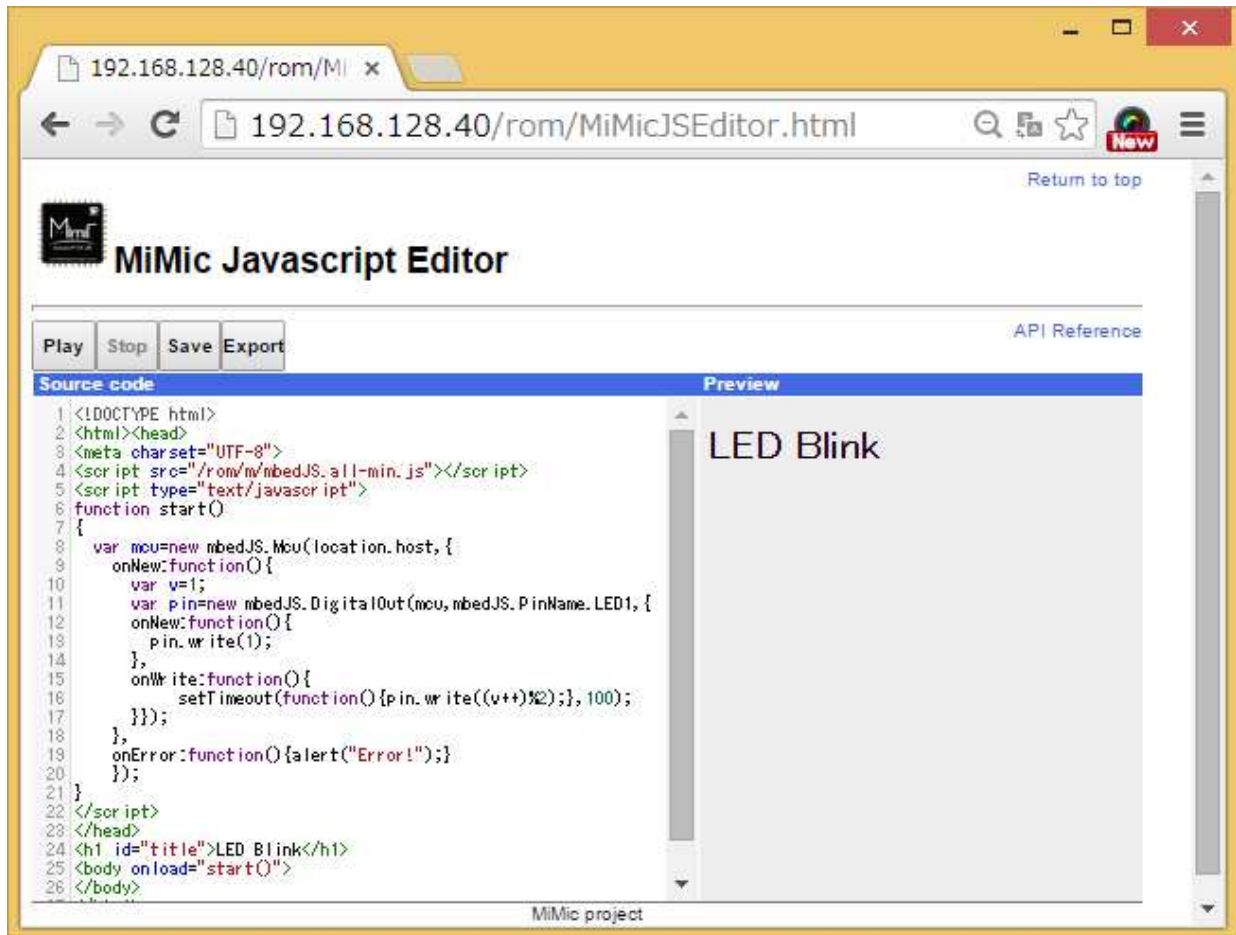 192.168.128.40/rom/Mi
192.168.128.40/rom/MiMicJSEditor.html
New
Return to top
MiMic Javascript Editor
Play Stop Save Export
API Reference
Source code
Preview
1 <!DOCTYPE html>
2 <html><head>
3 <meta charset="UTF-8">
4 <script src="/rom/m/mbedJS.all-min.js"></script>
5 <script type="text/javascript">
6 function start()
7 {
8 var mcu=new mbedJS.Mcu(location.host,{
9 onNew:function(){
10 var v=1;
11 var pin=new mbedJS.DigitalOut(mcu,mbedJS.PinName.LED1,{
12 onNew:function(){
13 pin.write(1);
14 },
15 onWrite:function(){
16 setTimeout(function(){pin.write((v++)%2);},100);
17 }});
18 },
19 onError:function(){alert("Error!");}
20 });
21 }
22 </script>
23 </head>
24 <h1 id="title">LED Blink</h1>
25 <body onload="start()">
26 </body>
LED Blink
MiMic project